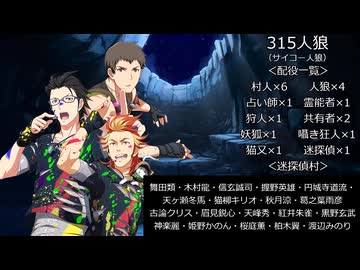 315人狼
（サイコー人狼）
＜配役一覧＞
村人×6 人狼×4
占い師×1 霊能者×1
狩人×1 共有者×2
妖狐×1 囁き狂人×1
猫又×1 迷探偵×1
＜迷探偵村＞
舞田類・木村龍・信玄誠司・握野英雄・円城寺道流・
天ヶ瀬冬馬・猫柳キリオ・秋月涼・葛之葉雨彦
古論クリス・眉見鋭心・天峰秀・紅井朱雀・黒野玄武
神楽麗・姫野かのん・桜庭薫・柏木翼・渡辺みのり